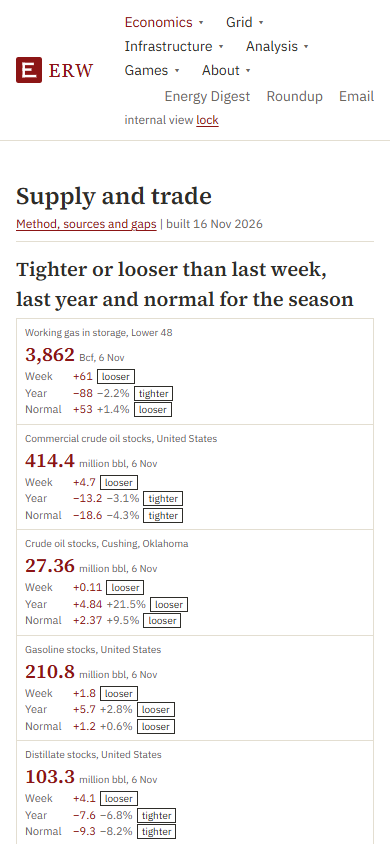 Economics ▾ Grid ▾
Infrastructure ▾ Analysis ▾
E ERW
Games ▾ About ▾
Energy Digest Roundup Email
internal view lock
Supply and trade
Method, sources and gaps | built 16 Nov 2026
Tighter or looser than last week,
last year and normal for the season
Working gas in storage, Lower 48
3,862 Bcf, 6 Nov
Week +61 looser
Year −88 −2.2% tighter
Normal +53 +1.4% looser
Commercial crude oil stocks, United States
414.4 million bbl, 6 Nov
Week +4.7 looser
Year −13.2 −3.1% tighter
Normal −18.6 −4.3% tighter
Crude oil stocks, Cushing, Oklahoma
27.36 million bbl, 6 Nov
Week +0.11 looser
Year +4.84 +21.5% looser
Normal +2.37 +9.5% looser
Gasoline stocks, United States
210.8 million bbl, 6 Nov
Week +1.8 looser
Year +5.7 +2.8% looser
Normal +1.2 +0.6% looser
Distillate stocks, United States
103.3 million bbl, 6 Nov
Week +4.1 looser
Year −7.6 −6.8% tighter
Normal −9.3 −8.2% tighter